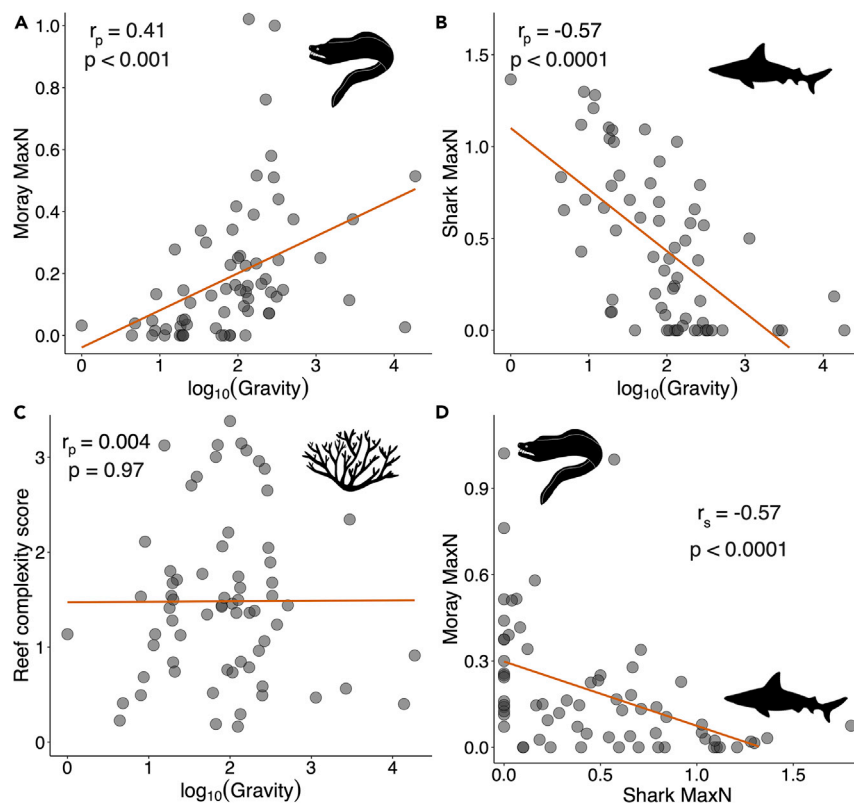 A
r_p = 0.41
p < 0.001
Moray MaxN
1.0
0.8
0.6
0.4
0.2
0.0
0
1
2
3
4
log₁₀(Gravity)
B
r_p = -0.57
p < 0.0001
Shark MaxN
1.5
1.0
0.5
0.0
0
1
2
3
4
log₁₀(Gravity)
C
r_p = 0.004
p = 0.97
Reef complexity score
3
2
1
0
0
1
2
3
4
log₁₀(Gravity)
D
r_s = -0.57
p < 0.0001
Moray MaxN
0.9
0.6
0.3
0.0
0.0
0.5
1.0
1.5
Shark MaxN